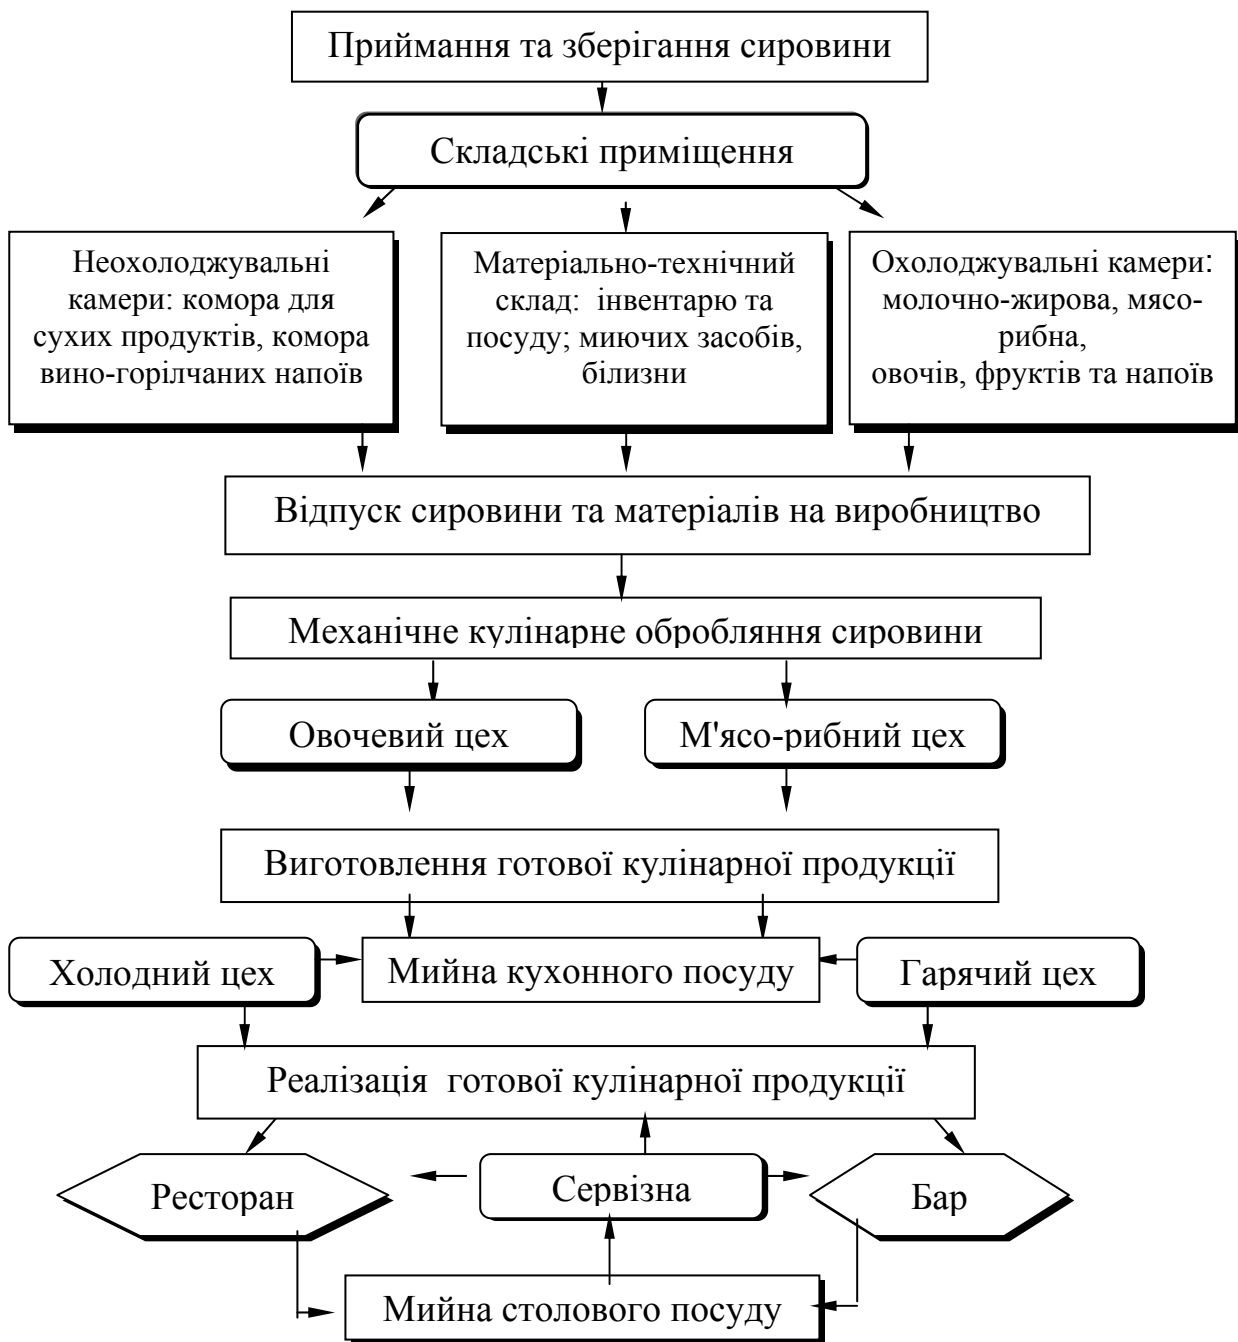 Приймання та зберігання сировини
Складські приміщення
Неохолоджувальні
камери: комора для
сухих продуктів, комора
вино-горілчаних напоїв
Матеріально-технічний
склад: інвентарю та
посуду; миючих засобів,
білизни
Охолоджувальні камери:
молочно-жирова, мясо-
рибна,
овочів, фруктів та напоїв
Відпуск сировини та матеріалів на виробництво
Механічне кулінарне обробляння сировини
Овочевий цех
М'ясо-рибний цех
Виготовлення готової кулінарної продукції
Холодний цех
Мийна кухонного посуду
Гарячий цех
Реалізація готової кулінарної продукції
Ресторан
Сервізна
Бар
Мийна столового посуду